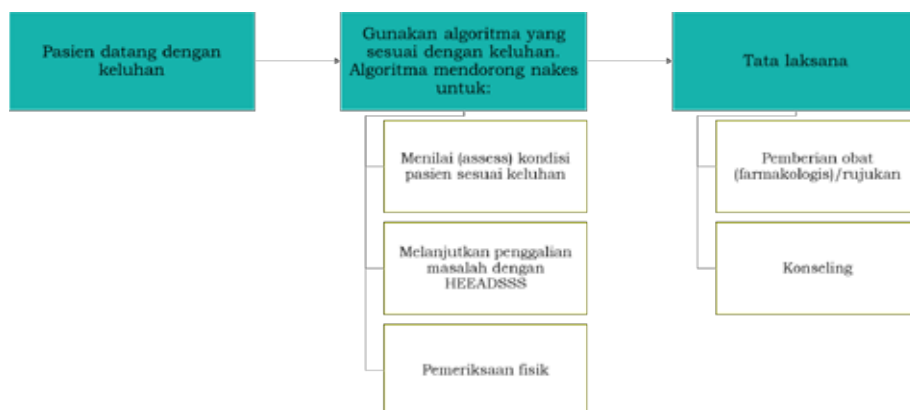 Pasien datang dengan
keluhan
Gunakan algoritma yang
sesuai dengan keluhan.
Algoritma mendorong nakes
untuk:
Tata laksana
Menilai (assess) kondisi
pasien sesuai keluhan
Melanjutkan penggalian
masalah dengan
HEEADSSS
Pemeriksaan fisik
Pemberian obat
(farmakologis)/rujukan
Konseling